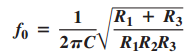 f₀ = 1/(2πC) √((R₁ + R₃)/(R₁R₂R₃))